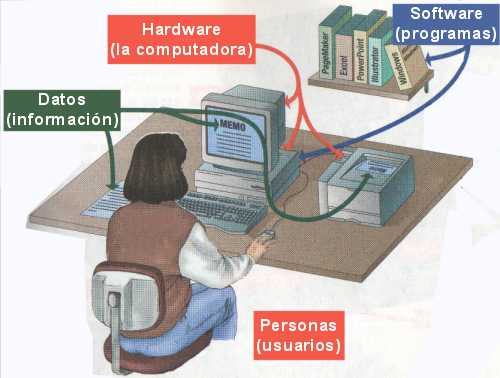 Hardware
(la computadora)
Software
(programas)
PageMaker
Excel
PowerPoint
Illustrator
Windows
Datos
(información)
MEMO
Personas
(usuarios)